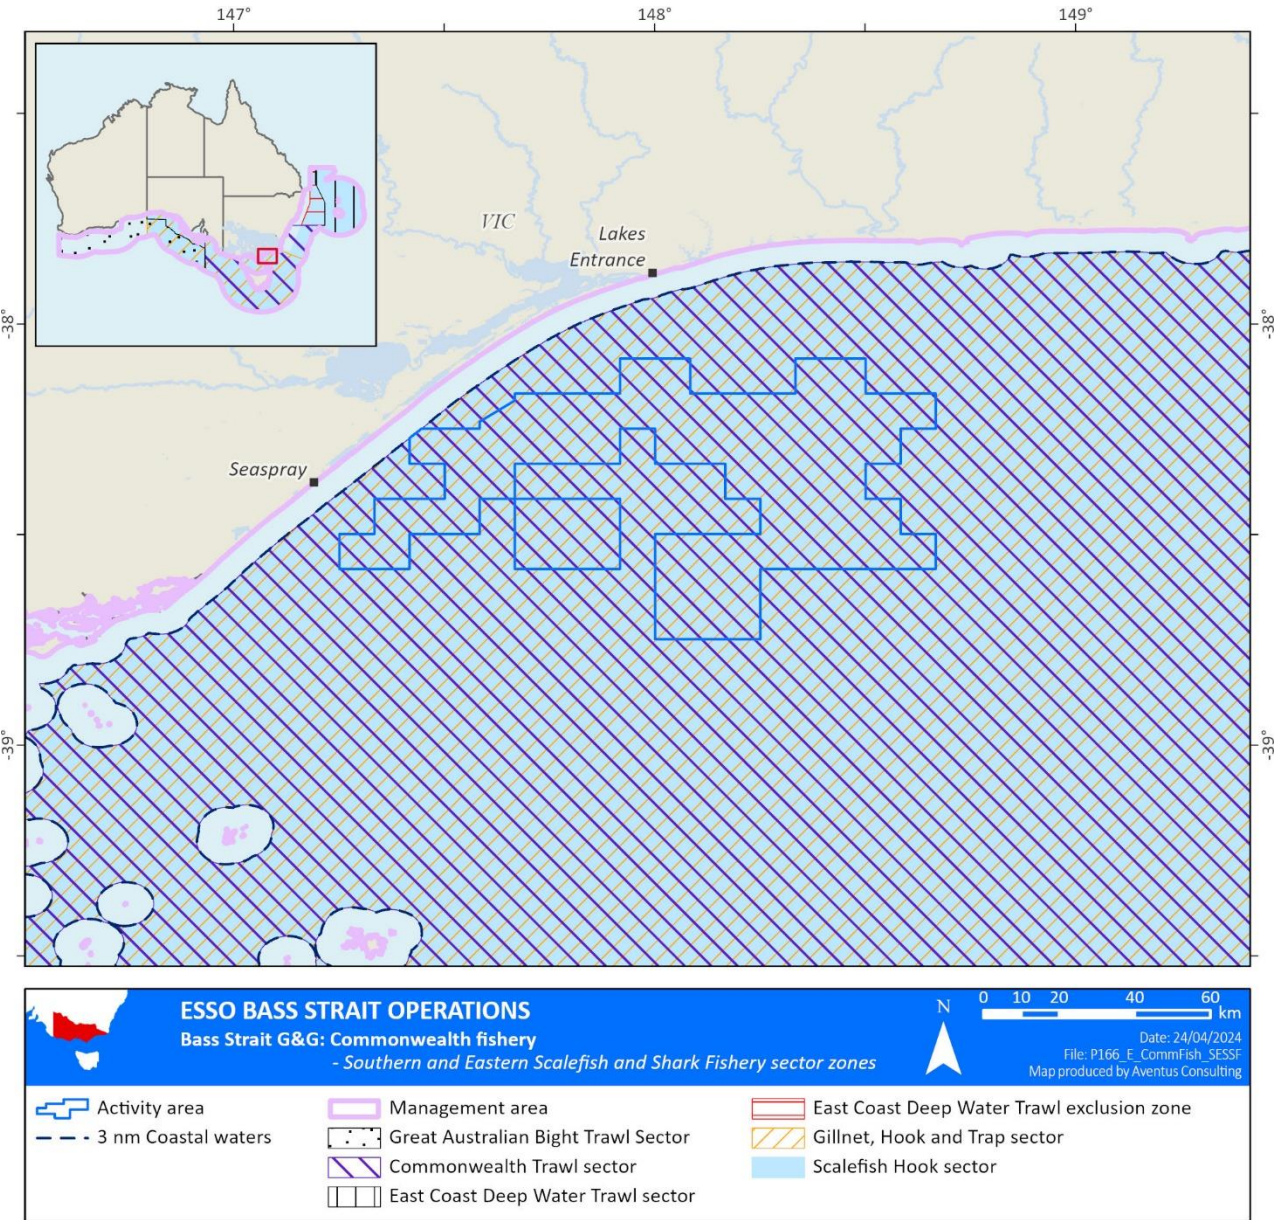 147°
148°
149°
VIC
Lakes
Entrance
-38°
-38°
Seaspray
-39°
-39°
ESSO BASS STRAIT OPERATIONS
Bass Strait G&G: Commonwealth fishery
- Southern and Eastern Scalefish and Shark Fishery sector zones
N
0 10 20 40 60
km
Date: 24/04/2024
File: P166_E_CommFish_SESSF
Map produced by Aventus Consulting
Activity area
3 nm Coastal waters
Management area
Great Australian Bight Trawl Sector
Commonwealth Trawl sector
East Coast Deep Water Trawl sector
East Coast Deep Water Trawl exclusion zone
Gillnet, Hook and Trap sector
Scalefish Hook sector